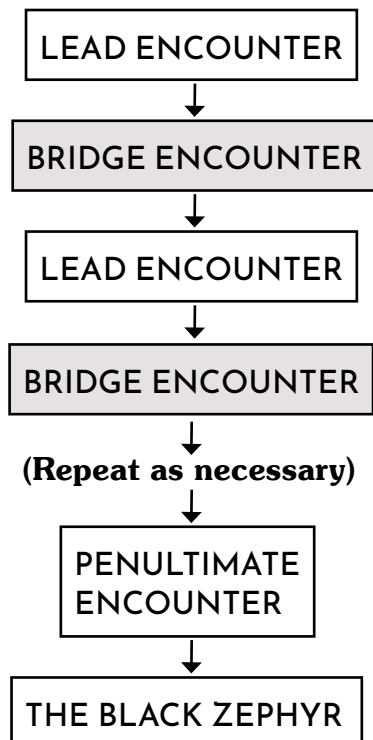 LEAD ENCOUNTER
BRIDGE ENCOUNTER
LEAD ENCOUNTER
BRIDGE ENCOUNTER
(Repeat as necessary)
PENULTIMATE
ENCOUNTER
THE BLACK ZEPHYR